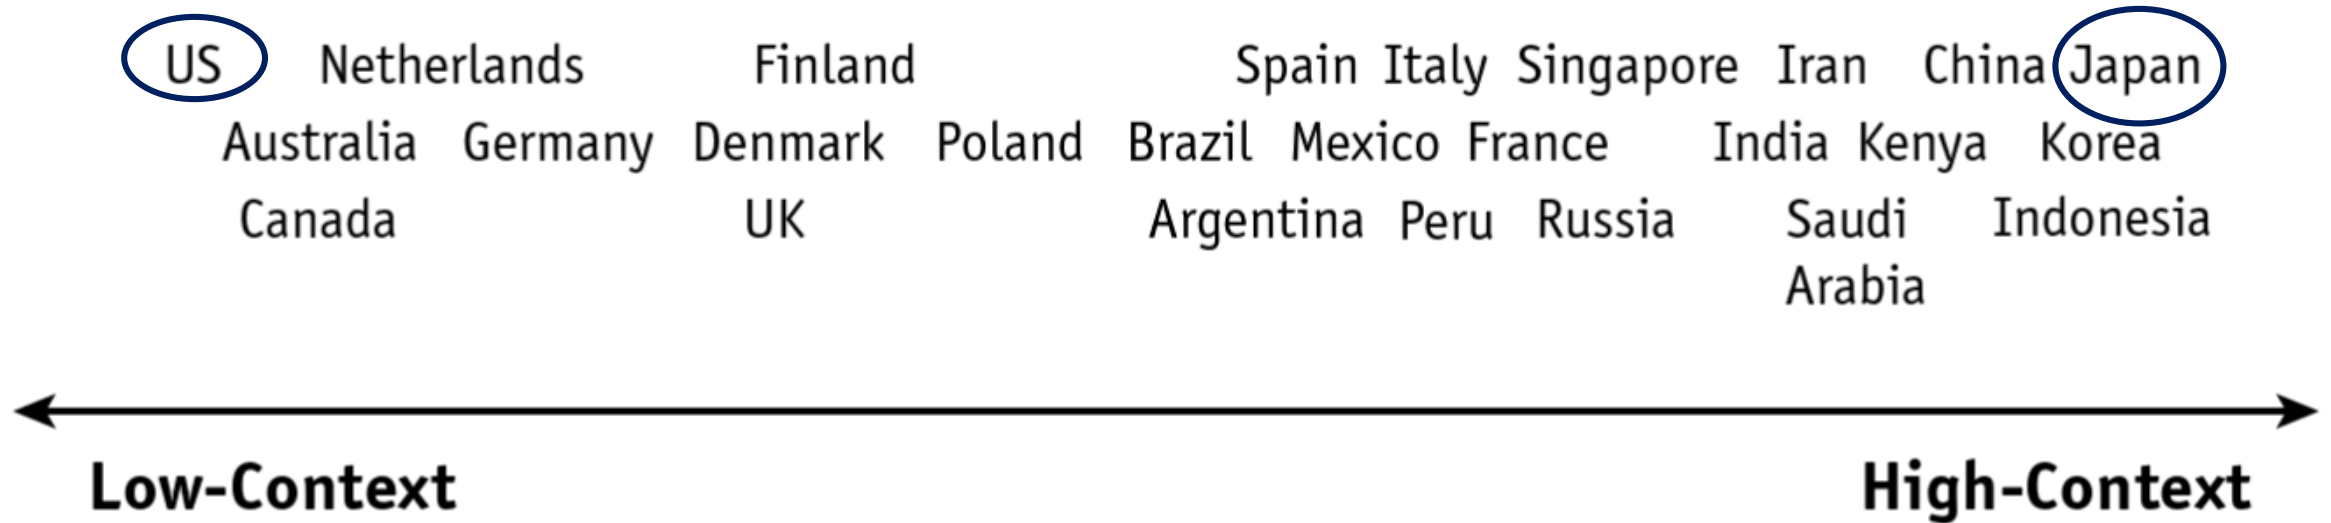 US Netherlands Finland Spain Italy Singapore Iran China Japan
Australia Germany Denmark Poland Brazil Mexico France India Kenya Korea
Canada UK Argentina Peru Russia Saudi Indonesia
Arabia
Low-Context High-Context